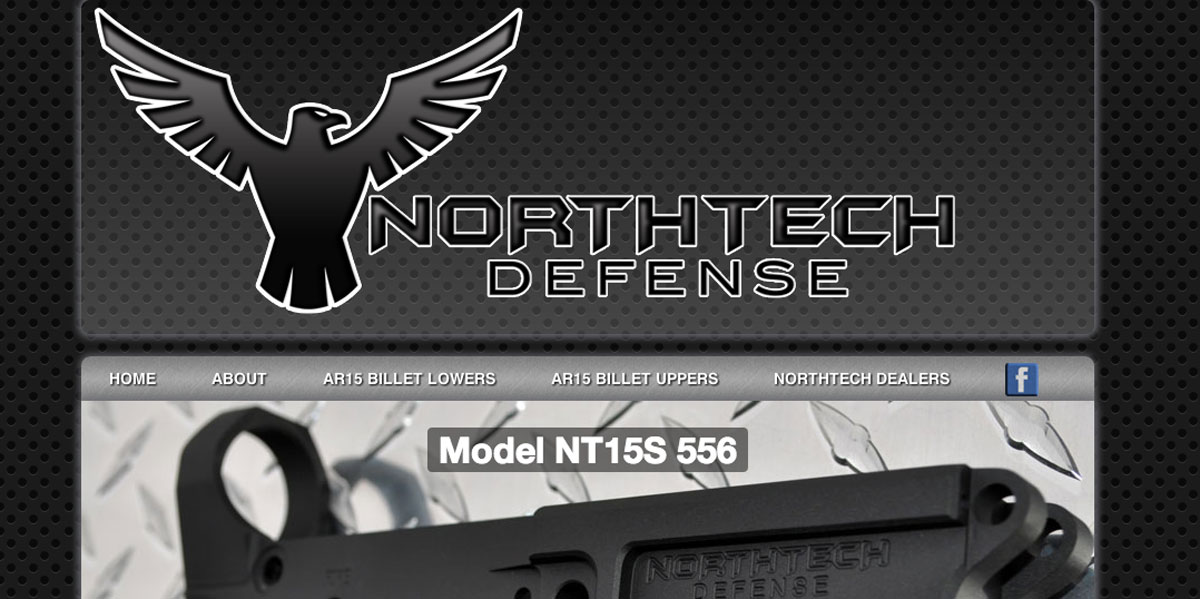 NORTHTECH
DEFENSE
HOME ABOUT AR15 BILLET LOWERS AR15 BILLET UPPERS NORTHTECH DEALERS f
Model NT15S 556
NORTHTECH
DEFENSE